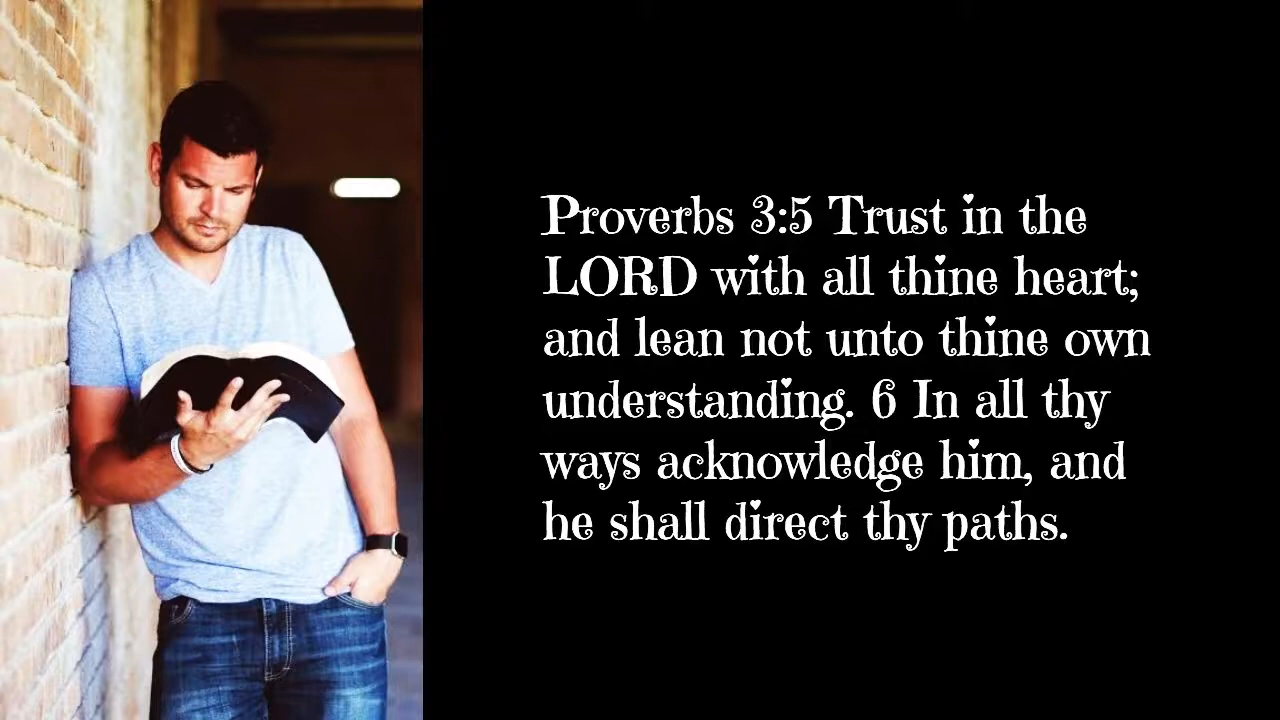 Proverbs 3:5 Trust in the
LORD with all thine heart;
and lean not unto thine own
understanding. 6 In all thy
ways acknowledge him, and
he shall direct thy paths.